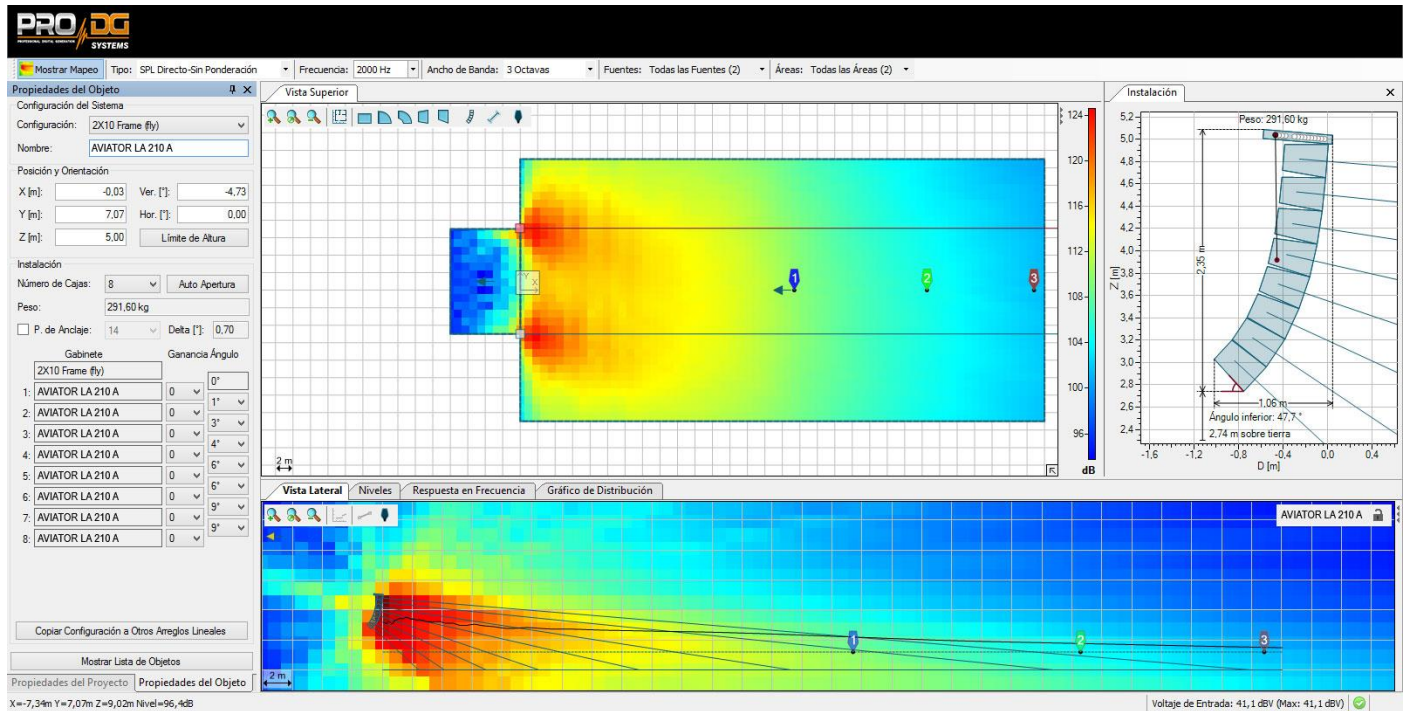 PRO DG
PROFESSIONAL DIGITAL GENERATION SYSTEMS
Mostrar Mapeo Tipo: SPL Directo-Sin Ponderación Frecuencia: 2000 Hz Ancho de Banda: 3 Octavas Fuentes: Todas las Fuentes (2) Áreas: Todas las Áreas (2)
Propiedades del Objeto
Configuración del Sistema
Configuración: 2X10 Frame (fly)
Nombre: AVIATOR LA 210 A
Posición y Orientación
X [m]: -0,03 Ver. [°]: -4,73
Y [m]: 7,07 Hor. [°]: 0.00
Z [m]: 5,00 Límite de Altura
Instalación
Número de Cajas: 8 Auto Apertura
Peso: 291,60 kg
P. de Anclaje: 14 Delta [°]: 0,70
Gabinete Ganancia Ángulo
2X10 Frame (fly)
0°
1: AVIATOR LA 210 A 0
1°
2: AVIATOR LA 210 A 0
3°
3: AVIATOR LA 210 A 0
4°
4: AVIATOR LA 210 A 0
6°
5: AVIATOR LA 210 A 0
6°
6: AVIATOR LA 210 A 0
9°
7: AVIATOR LA 210 A 0
9°
8: AVIATOR LA 210 A 0
Copiar Configuración a Otros Arreglos Lineales
Mostrar Lista de Objetos
Propiedades del Proyecto Propiedades del Objeto
Vista Superior
Y
X
1
2
3
2 m
124
120
116
112
108
104
100
96
dB
Instalación
Peso: 291,60 kg
5,2
5,0
4,8
4,6
4,4
4,2
4,0
3,8
3,6
3,4
3,2
3,0
2,8
2,6
2,4
Z [m]
2,35 m
1,06 m
Ángulo inferior: 47,7 °
2,74 m sobre tierra
-1,6 -1,2 -0,8 -0,4 0,0 0,4
D [m]
Vista Lateral Niveles Respuesta en Frecuencia Gráfico de Distribución
AVIATOR LA 210 A
1
2
3
2 m
X=-7,34m Y=7,07m Z=9,02m Nivel=96,4dB
Voltaje de Entrada: 41,1 dBV (Max: 41,1 dBV)